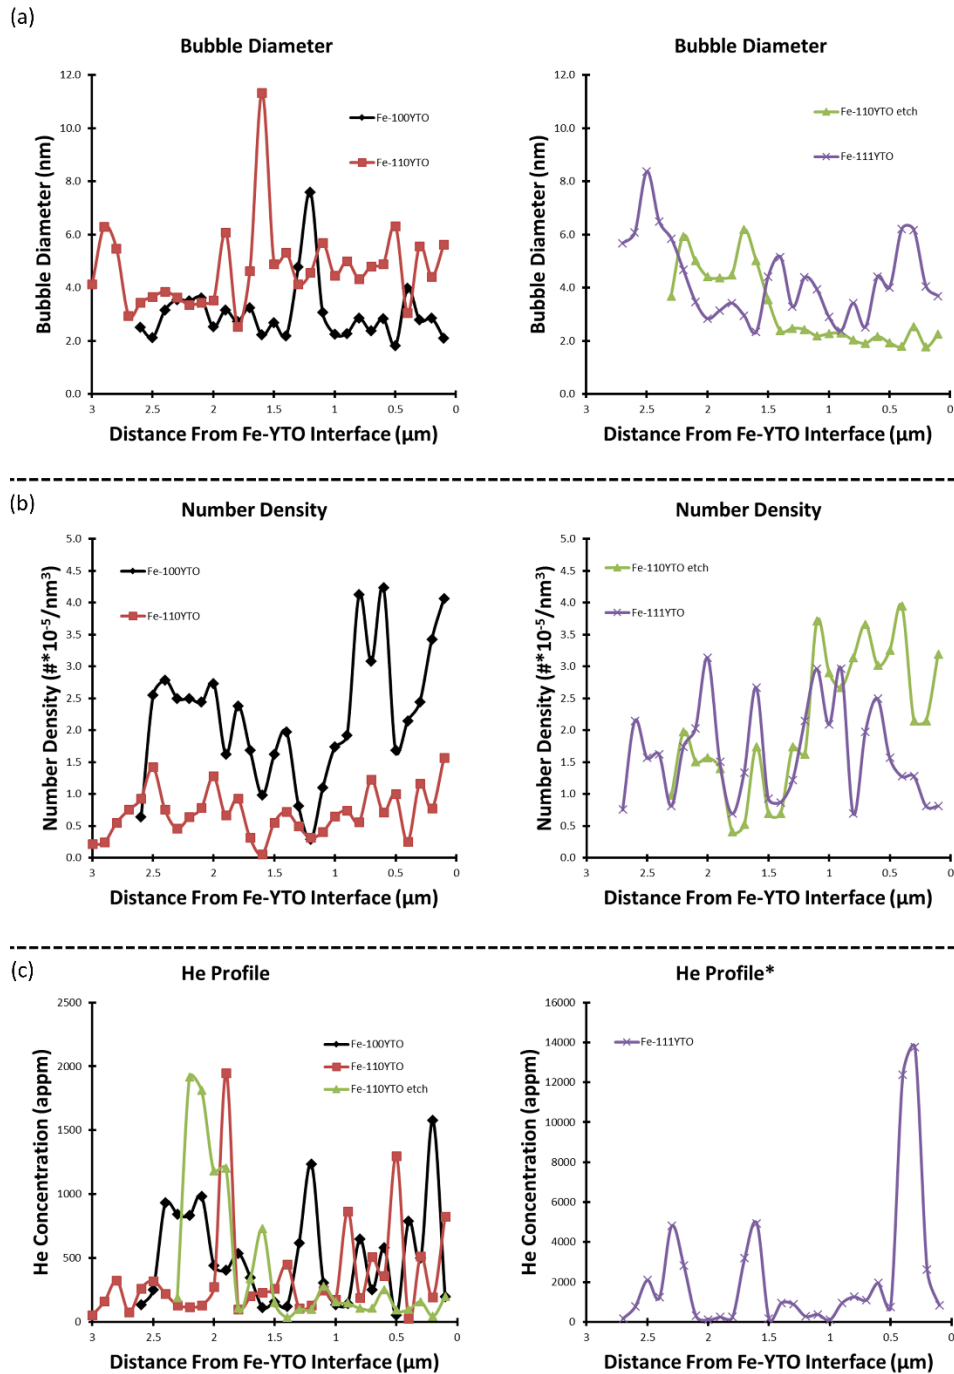 (a)
Bubble Diameter
Bubble Diameter (nm)
12.0
10.0
8.0
6.0
4.0
2.0
0.0
Fe-100YTO
Fe-110YTO
3 2.5 2 1.5 1 0.5 0
Distance From Fe-YTO Interface (µm)
Bubble Diameter
Bubble Diameter (nm)
12.0
10.0
8.0
6.0
4.0
2.0
0.0
Fe-110YTO etch
Fe-111YTO
3 2.5 2 1.5 1 0.5 0
Distance From Fe-YTO Interface (µm)
(b)
Number Density
Number Density (#*10⁻⁵/nm³)
5.0
4.5
4.0
3.5
3.0
2.5
2.0
1.5
1.0
0.5
0.0
Fe-100YTO
Fe-110YTO
3 2.5 2 1.5 1 0.5 0
Distance From Fe-YTO Interface (µm)
Number Density
Number Density (#*10⁻⁵/nm³)
5.0
4.5
4.0
3.5
3.0
2.5
2.0
1.5
1.0
0.5
0.0
Fe-110YTO etch
Fe-111YTO
3 2.5 2 1.5 1 0.5 0
Distance From Fe-YTO Interface (µm)
(c)
He Profile
He Concentration (appm)
2500
2000
1500
1000
500
0
Fe-100YTO
Fe-110YTO
Fe-110YTO etch
3 2.5 2 1.5 1 0.5 0
Distance From Fe-YTO Interface (µm)
He Profile*
He Concentration (appm)
16000
14000
12000
10000
8000
6000
4000
2000
0
Fe-111YTO
3 2.5 2 1.5 1 0.5 0
Distance From Fe-YTO Interface (µm)